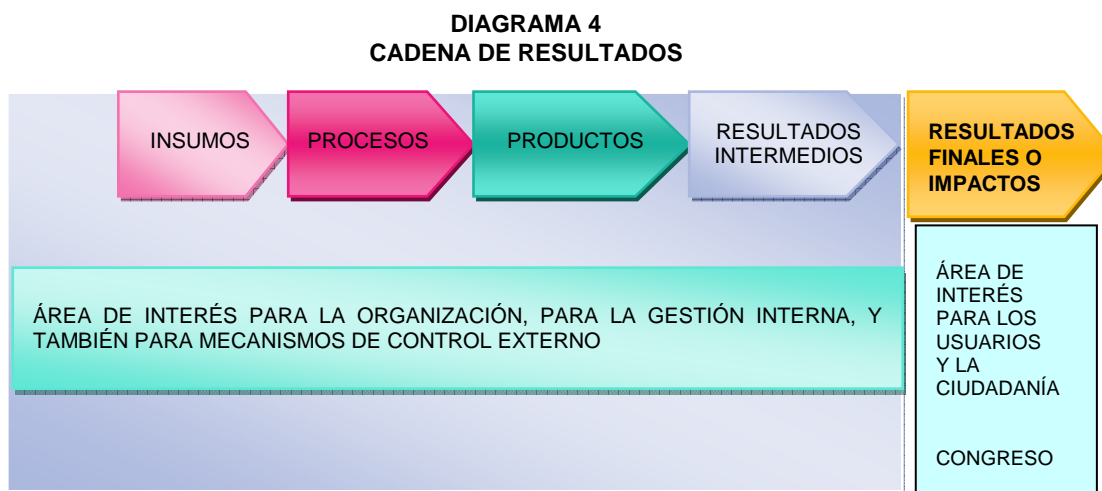 DIAGRAMA 4
CADENA DE RESULTADOS
INSUMOS
PROCESOS
PRODUCTOS
RESULTADOS
INTERMEDIOS
RESULTADOS
FINALES O
IMPACTOS
ÁREA DE INTERÉS PARA LA ORGANIZACIÓN, PARA LA GESTIÓN INTERNA, Y
TAMBIÉN PARA MECANISMOS DE CONTROL EXTERNO
ÁREA DE
INTERÉS
PARA LOS
USUARIOS
Y LA
CIUDADANÍA
CONGRESO